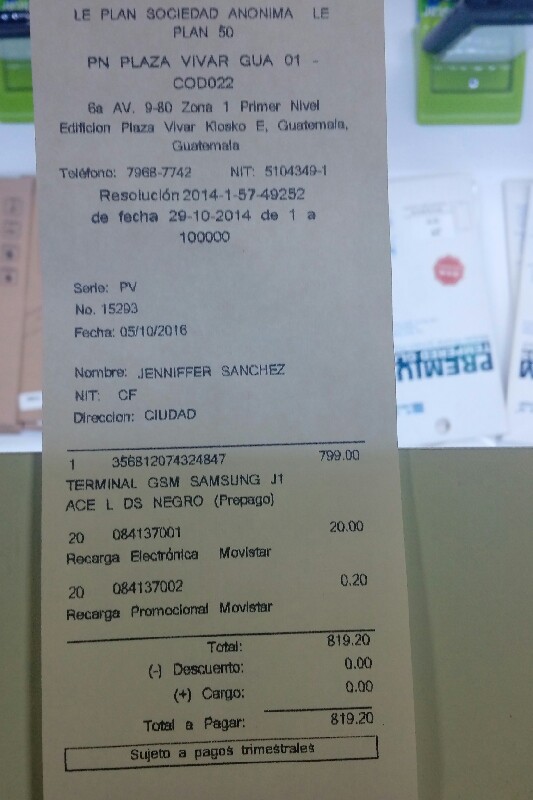 LE PLAN SOCIEDAD ANONIMA LE
PLAN 50
PN PLAZA VIVAR GUA 01 -
COD022
6a AV. 9-80 Zona 1 Primer Nivel
Edificion Plaza Vivar Kiosko E, Guatemala,
Guatemala
Teléfono: 7968-7742 NIT: 5104349-1
Resolución 2014-1-57-49252
de fecha 29-10-2014 de 1 a
100000
Serie: PV
No. 15293
Fecha: 05/10/2016
Nombre: JENNIFFER SANCHEZ
NIT: CF
Direccion: CIUDAD
1 356812074324847 799.00
TERMINAL GSM SAMSUNG J1
ACE L DS NEGRO (Prepago)
20 084137001 20.00
Recarga Electrónica Movistar
20 084137002 0.20
Recarga Promocional Movistar
Total: 819.20
(-) Descuento: 0.00
(+) Cargo: 0.00
Total a Pagar: 819.20
Sujeto a pagos trimestrales
PREMIU